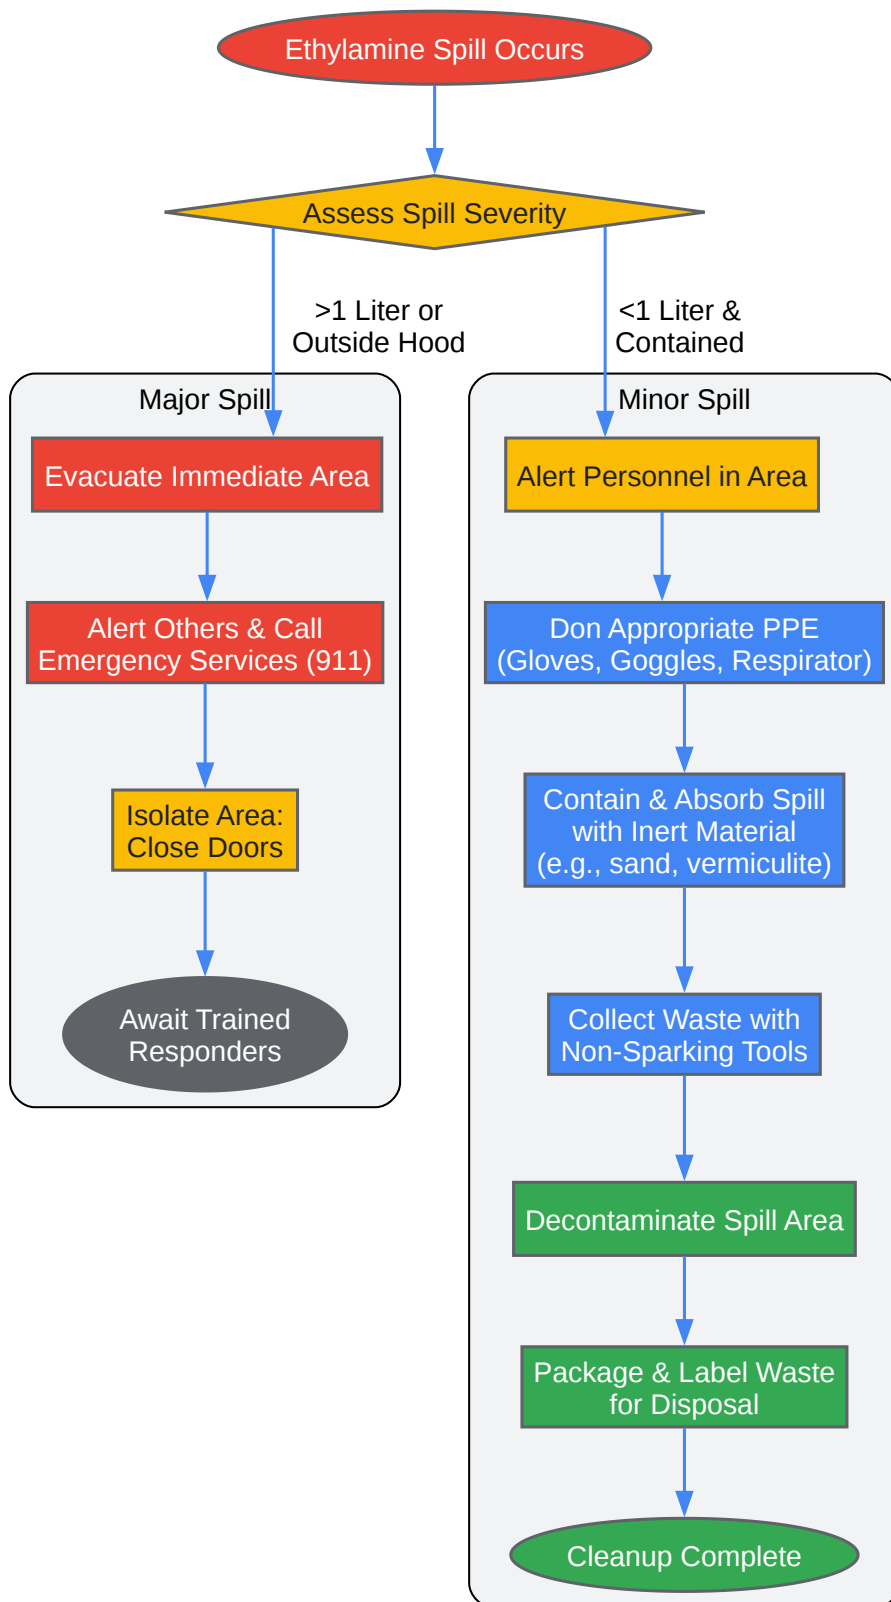 Ethylamine Spill Occurs
Assess Spill Severity
>1 Liter or
Outside Hood
<1 Liter &
Contained
Major Spill
Evacuate Immediate Area
Alert Others & Call
Emergency Services (911)
Isolate Area:
Close Doors
Await Trained
Responders
Minor Spill
Alert Personnel in Area
Don Appropriate PPE
(Gloves, Goggles, Respirator)
Contain & Absorb Spill
with Inert Material
(e.g., sand, vermiculite)
Collect Waste with
Non-Sparking Tools
Decontaminate Spill Area
Package & Label Waste
for Disposal
Cleanup Complete